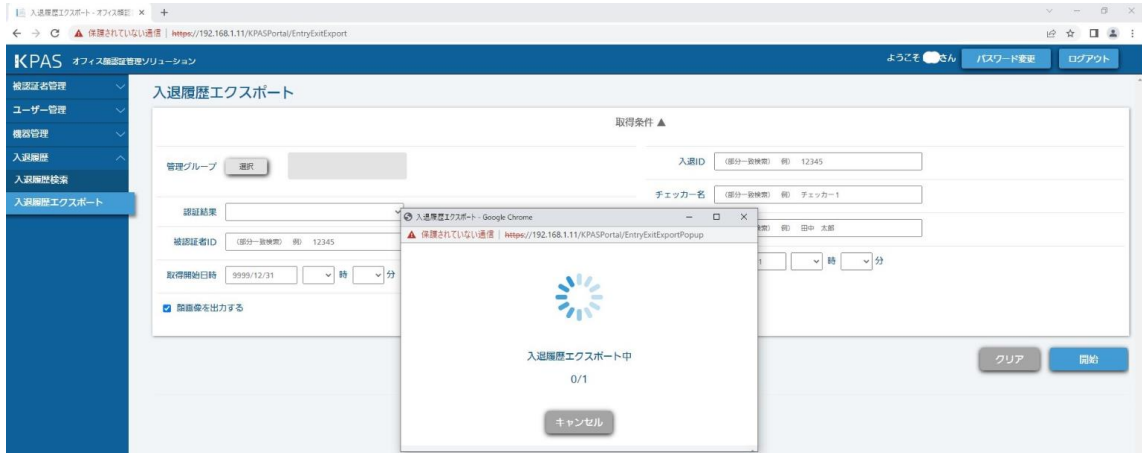 入退履歴エクスポート - オフィス顔認
保護されていない通信 | https://192.168.1.11/KPASPortal/EntryExitExport
KPAS オフィス顔認証管理ソリューション
ようこそ さん
パスワード変更
ログアウト
被認証者管理
ユーザー管理
機器管理
入退履歴
入退履歴検索
入退履歴エクスポート
入退履歴エクスポート
取得条件 ▲
管理グループ 選択
入退ID (部分一致検索) 例) 12345
チェッカー名 (部分一致検索) 例) チェッカー1
認証結果
検索) 例) 田中 太郎
被認証者ID (部分一致検索) 例) 12345
取得開始日時 9999/12/31 時 分
1 時 分
顔画像を出力する
入退履歴エクスポート - Google Chrome
保護されていない通信 | https://192.168.1.11/KPASPortal/EntryExitExportPopup
入退履歴エクスポート中
0/1
キャンセル
クリア
開始